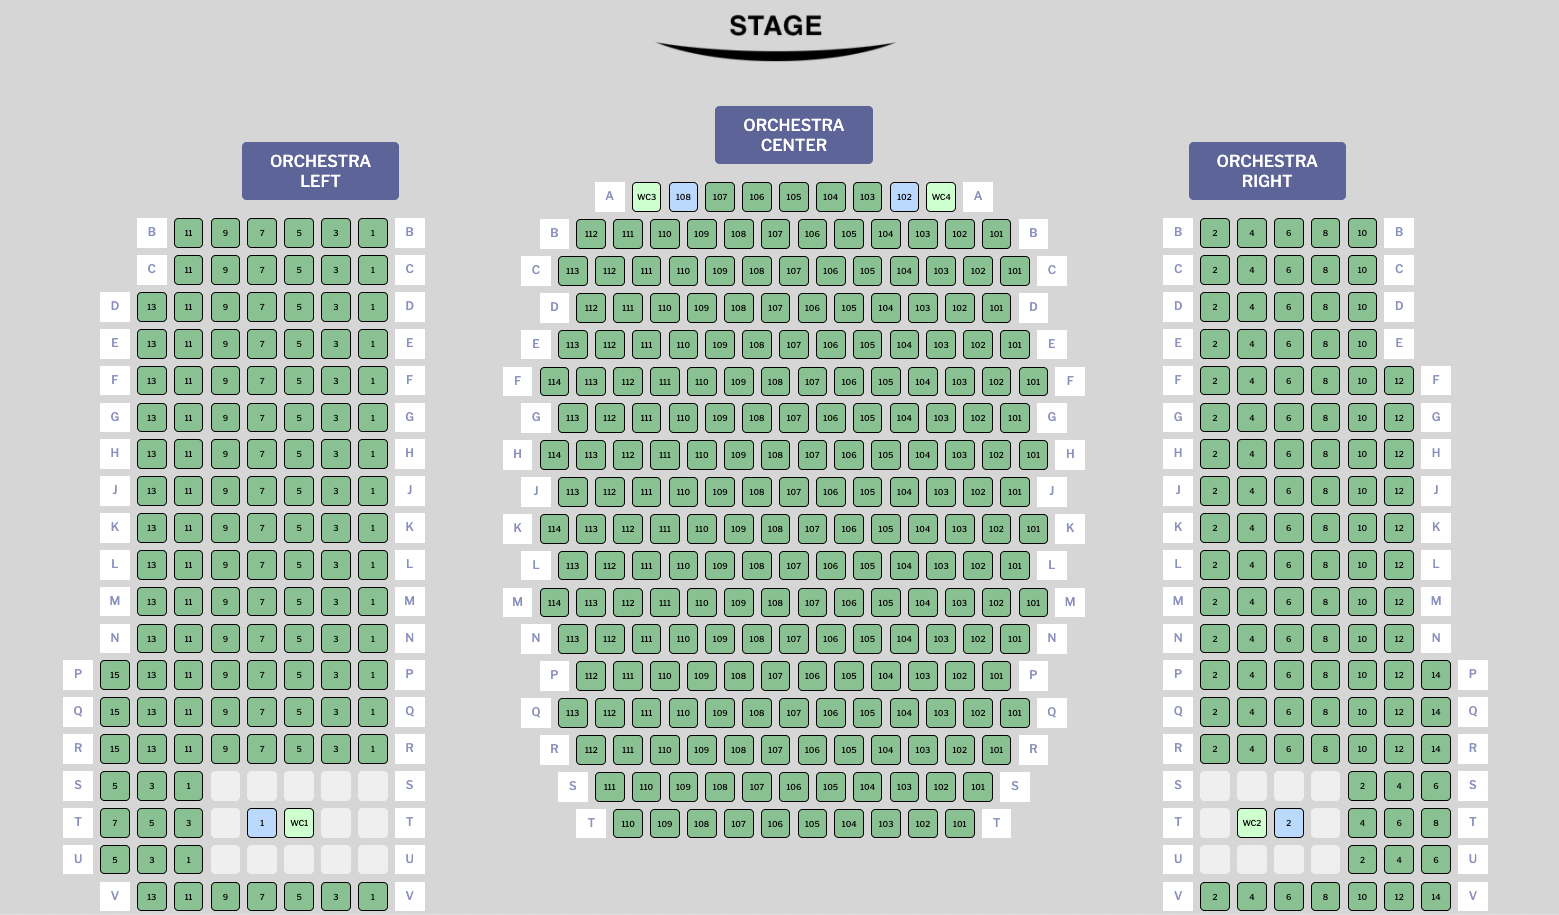 STAGE
ORCHESTRA
CENTER
ORCHESTRA
LEFT
ORCHESTRA
RIGHT
A WC3 108 107 106 105 104 103 102 WC4 A
B 11 9 7 5 3 1 B B 112 111 110 109 108 107 106 105 104 103 102 101 B B 2 4 6 8 10 B
C 11 9 7 5 3 1 C C 113 112 111 110 109 108 107 106 105 104 103 102 101 C C 2 4 6 8 10 C
D 13 11 9 7 5 3 1 D D 112 111 110 109 108 107 106 105 104 103 102 101 D D 2 4 6 8 10 D
E 13 11 9 7 5 3 1 E E 113 112 111 110 109 108 107 106 105 104 103 102 101 E E 2 4 6 8 10 E
F 13 11 9 7 5 3 1 F F 114 113 112 111 110 109 108 107 106 105 104 103 102 101 F F 2 4 6 8 10 12 F
G 13 11 9 7 5 3 1 G G 113 112 111 110 109 108 107 106 105 104 103 102 101 G G 2 4 6 8 10 12 G
H 13 11 9 7 5 3 1 H H 114 113 112 111 110 109 108 107 106 105 104 103 102 101 H H 2 4 6 8 10 12 H
J 13 11 9 7 5 3 1 J J 113 112 111 110 109 108 107 106 105 104 103 102 101 J J 2 4 6 8 10 12 J
K 13 11 9 7 5 3 1 K K 114 113 112 111 110 109 108 107 106 105 104 103 102 101 K K 2 4 6 8 10 12 K
L 13 11 9 7 5 3 1 L L 113 112 111 110 109 108 107 106 105 104 103 102 101 L L 2 4 6 8 10 12 L
M 13 11 9 7 5 3 1 M M 114 113 112 111 110 109 108 107 106 105 104 103 102 101 M M 2 4 6 8 10 12 M
N 13 11 9 7 5 3 1 N N 113 112 111 110 109 108 107 106 105 104 103 102 101 N N 2 4 6 8 10 12 N
P 15 13 11 9 7 5 3 1 P P 112 111 110 109 108 107 106 105 104 103 102 101 P P 2 4 6 8 10 12 14 P
Q 15 13 11 9 7 5 3 1 Q Q 113 112 111 110 109 108 107 106 105 104 103 102 101 Q Q 2 4 6 8 10 12 14 Q
R 15 13 11 9 7 5 3 1 R R 112 111 110 109 108 107 106 105 104 103 102 101 R R 2 4 6 8 10 12 14 R
S 5 3 1 S S 111 110 109 108 107 106 105 104 103 102 101 S S 2 4 6 S
T 7 5 3 1 WC1 T T 110 109 108 107 106 105 104 103 102 101 T T WC2 2 4 6 8 T
U 5 3 1 U U 2 4 6 U
V 13 11 9 7 5 3 1 V V 2 4 6 8 10 12 14 V